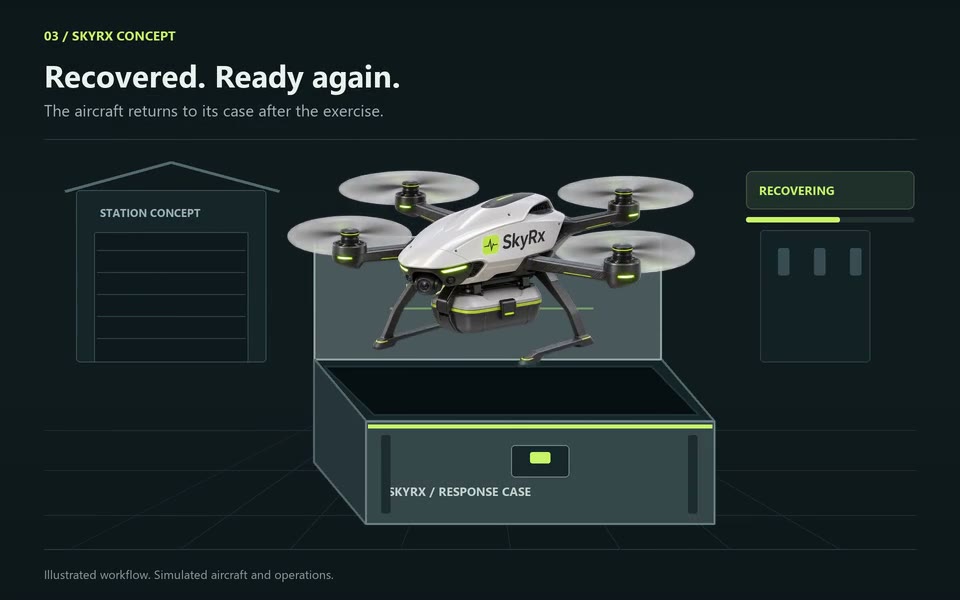 03 / SKYRX CONCEPT
Recovered. Ready again.
The aircraft returns to its case after the exercise.
STATION CONCEPT
RECOVERING
SkyRx
SKYRX / RESPONSE CASE
Illustrated workflow. Simulated aircraft and operations.